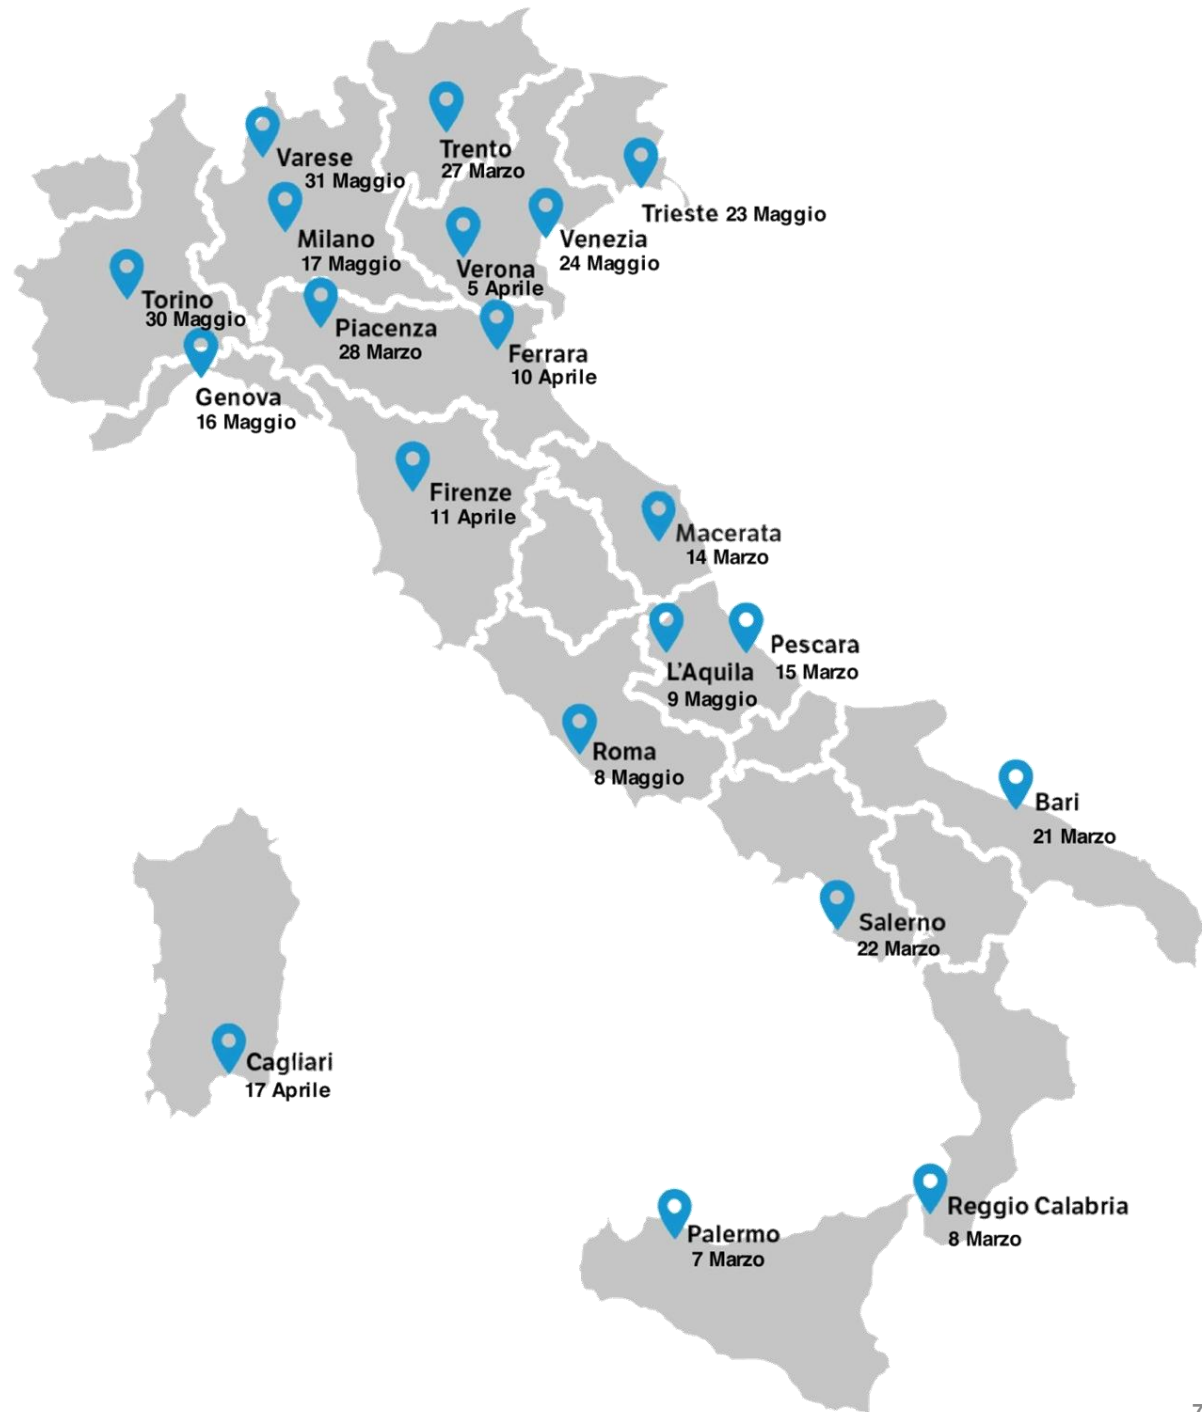 Trento
27 Marzo
Varese
31 Maggio
Trieste 23 Maggio
Milano
17 Maggio
Venezia
24 Maggio
Verona
5 Aprile
Torino
30 Maggio
Piacenza
28 Marzo
Ferrara
10 Aprile
Genova
16 Maggio
Firenze
11 Aprile
Macerata
14 Marzo
Pescara
15 Marzo
L'Aquila
9 Maggio
Roma
8 Maggio
Bari
21 Marzo
Salerno
22 Marzo
Cagliari
17 Aprile
Reggio Calabria
8 Marzo
Palermo
7 Marzo
7